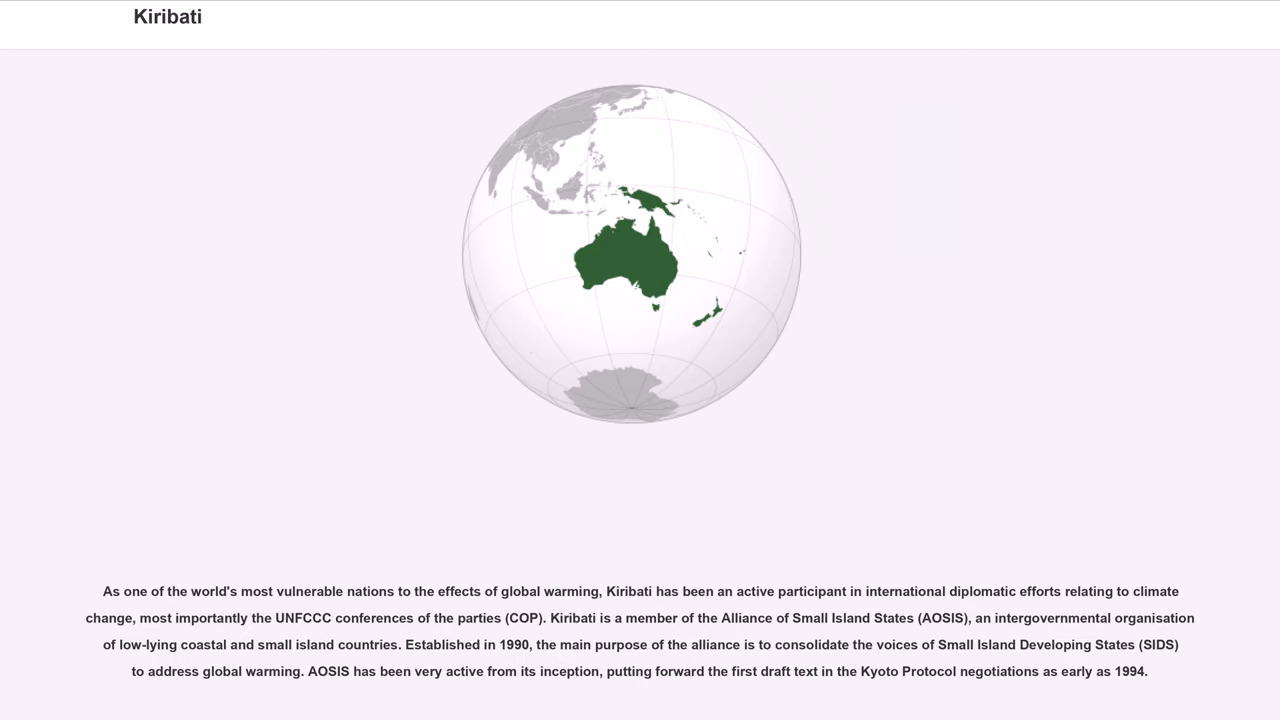 Kiribati
As one of the world's most vulnerable nations to the effects of global warming, Kiribati has been an active participant in international diplomatic efforts relating to climate
change, most importantly the UNFCCC conferences of the parties (COP). Kiribati is a member of the Alliance of Small Island States (AOSIS), an intergovernmental organisation
of low-lying coastal and small island countries. Established in 1990, the main purpose of the alliance is to consolidate the voices of Small Island Developing States (SIDS)
to address global warming. AOSIS has been very active from its inception, putting forward the first draft text in the Kyoto Protocol negotiations as early as 1994.